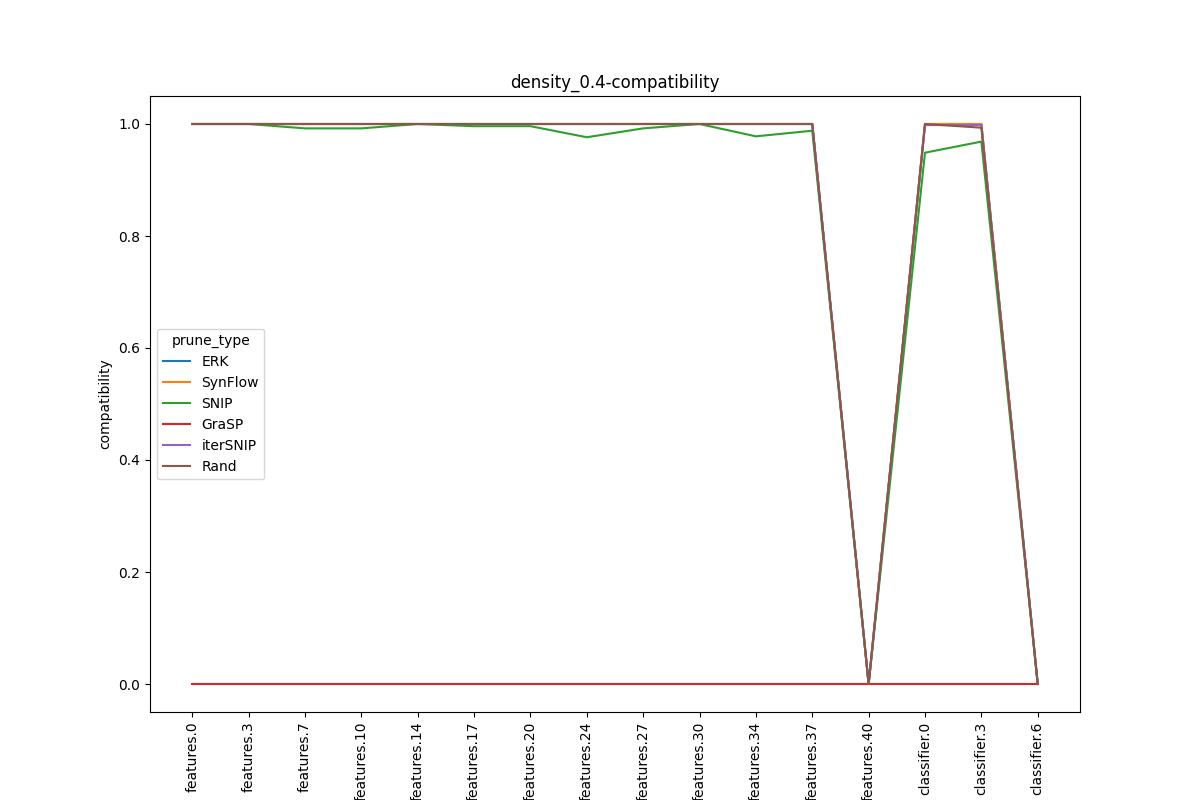 density_0.4-compatibility
compatibility
1.0
0.8
0.6
0.4
0.2
0.0
prune_type
ERK
SynFlow
SNIP
GraSP
iterSNIP
Rand
features.0
features.3
features.7
features.10
features.14
features.17
features.20
features.24
features.27
features.30
features.34
features.37
features.40
classifier.0
classifier.3
classifier.6